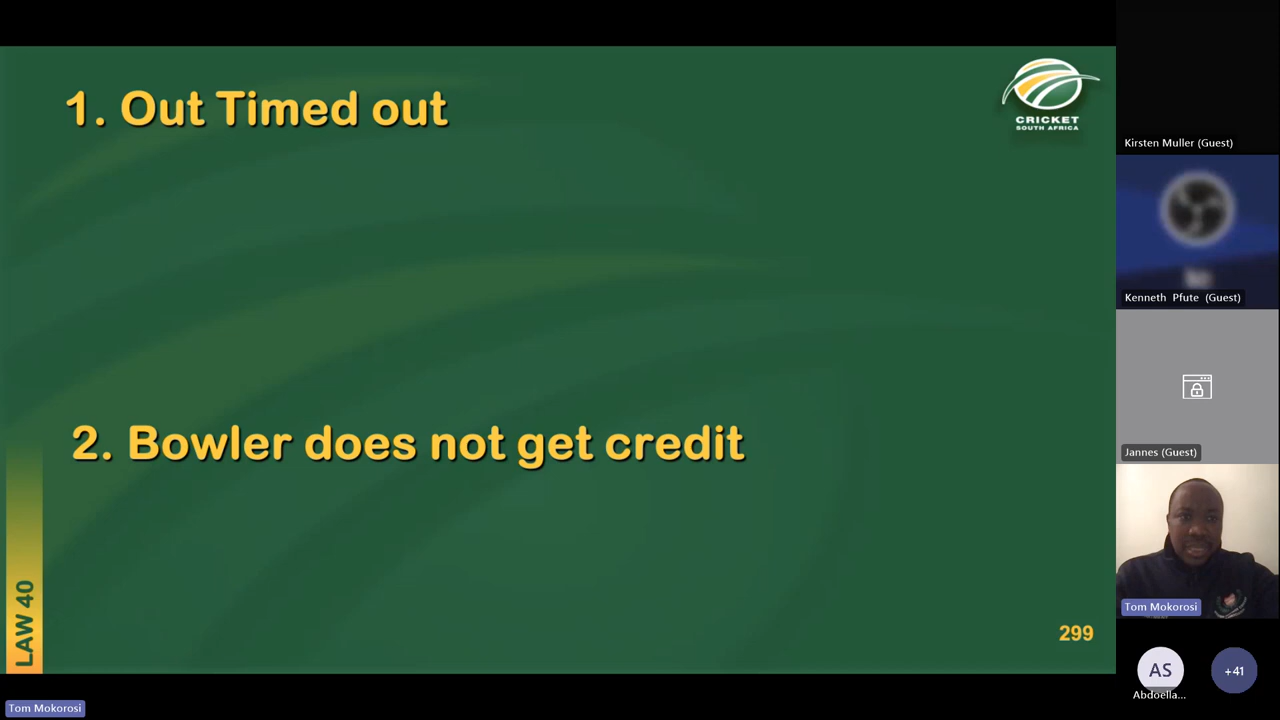 1. Out Timed out
CRICKET
SOUTH AFRICA
2. Bowler does not get credit
LAW 40
299
Kirsten Muller (Guest)
Kenneth Pfute (Guest)
Jannes (Guest)
Tom Mokorosi
AS
Abdoella...
+41
Tom Mokorosi